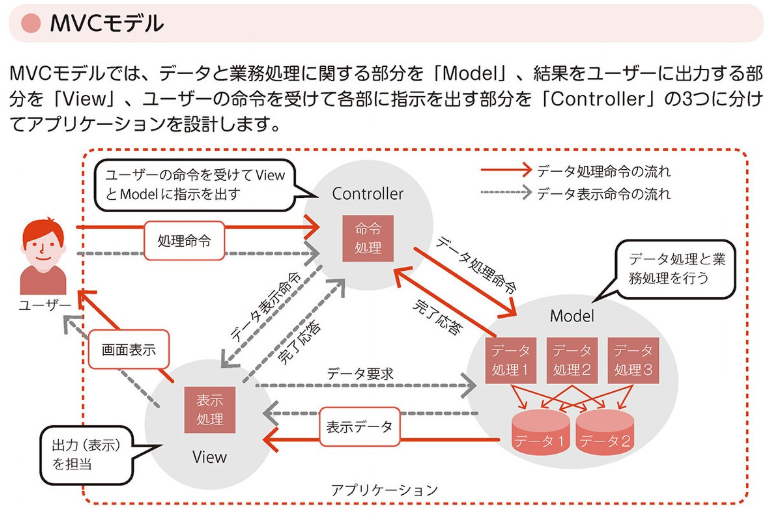 MVCモデル
MVCモデルでは、データと業務処理に関する部分を「Model」、結果をユーザーに出力する部
分を「View」、ユーザーの命令を受けて各部に指示を出す部分を「Controller」の3つに分け
てアプリケーションを設計します。
ユーザーの命令を受けて View
とModelに指示を出す
Controller
命令
処理
データ処理命令の流れ
データ表示命令の流れ
処理命令
ユーザー
データ処理命令
完了応答
データ表示命令
完了応答
データ処理と業
務処理を行う
Model
データ
処理1
データ
処理2
データ
処理3
データ1
データ2
画面表示
データ要求
表示データ
表示
処理
View
出力(表示)
を担当
アプリケーション